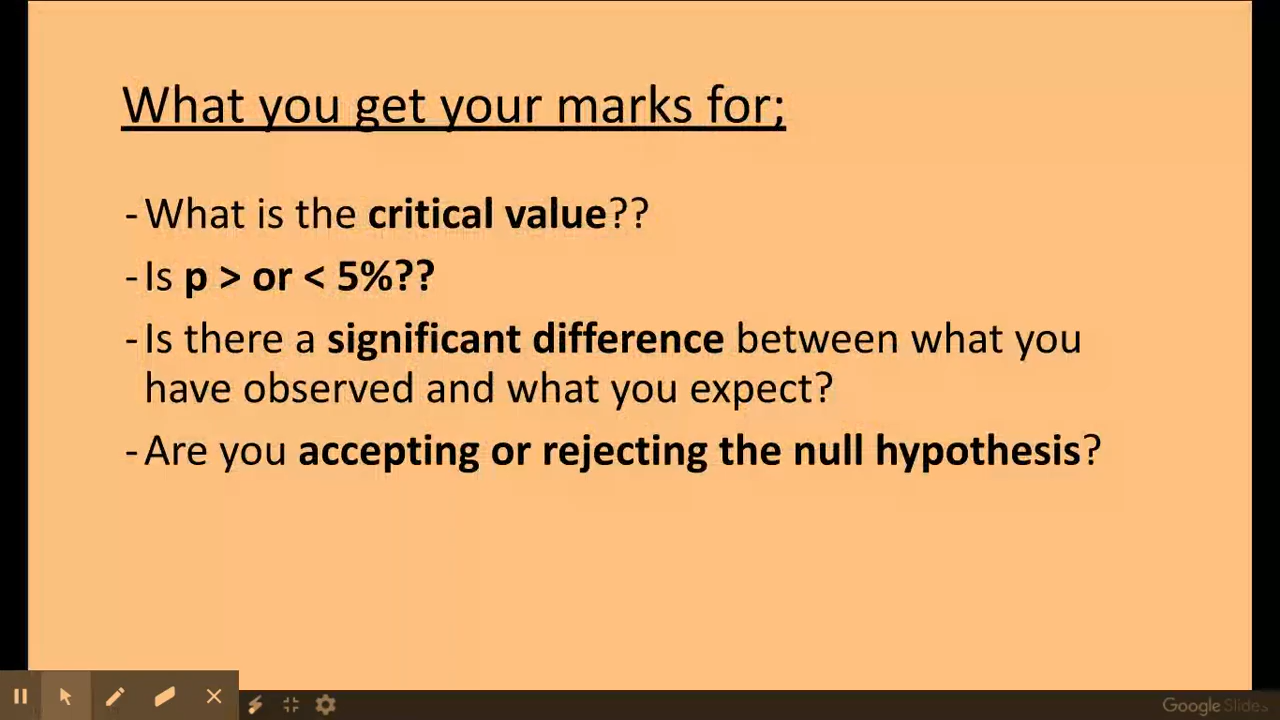 What you get your marks for;
- What is the critical value??
- Is p > or < 5%??
- Is there a significant difference between what you
have observed and what you expect?
- Are you accepting or rejecting the null hypothesis?
Google Slides